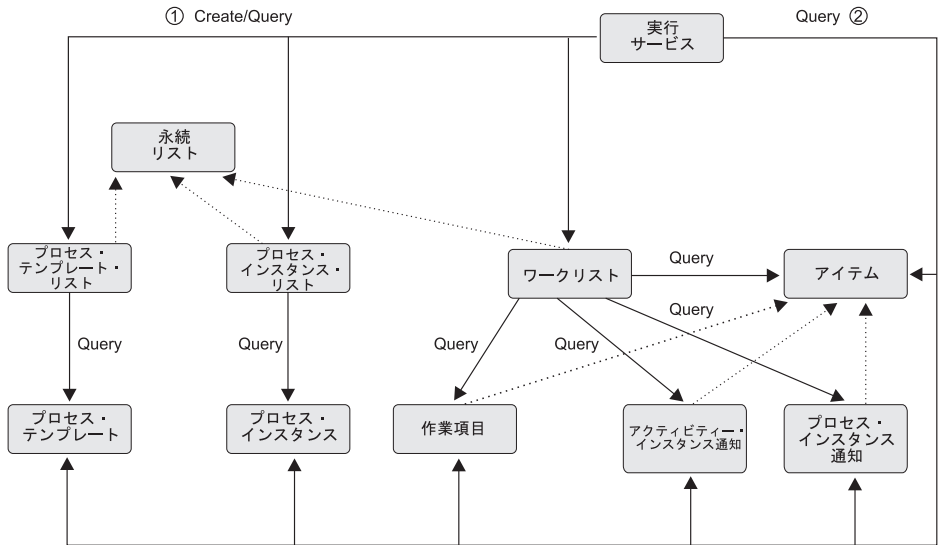 ① Create/Query
実行
サービス
Query ②
永続
リスト
プロセス・
テンプレート・
リスト
プロセス・
インスタンス・
リスト
ワークリスト
Query
アイテム
Query
Query
Query
Query
Query
プロセス・
テンプレート
プロセス・
インスタンス
作業項目
アクティビティー・
インスタンス通知
プロセス・
インスタンス
通知